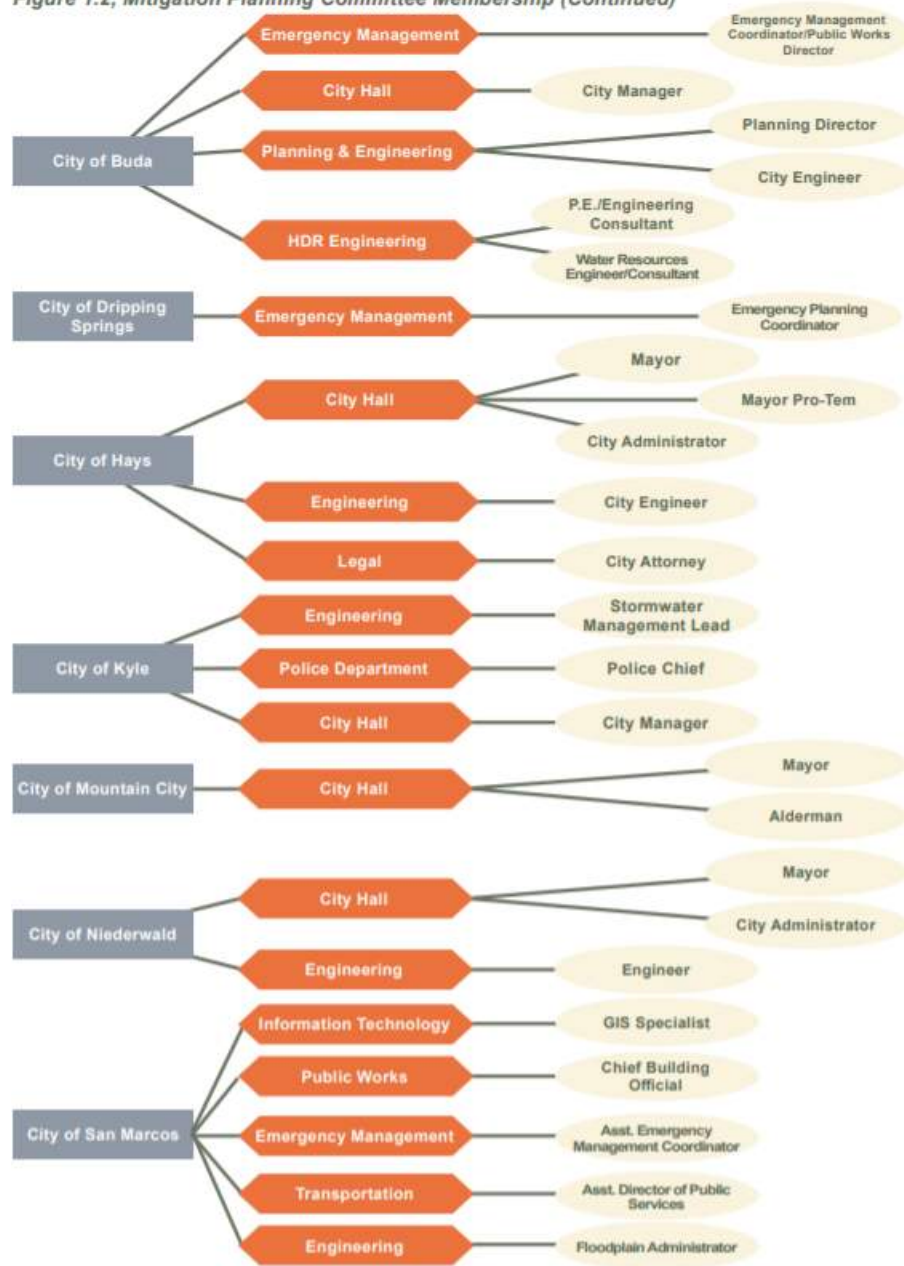 Figure 1.2, Mitigation Planning Committee Membership (Continued)
City of Buda
Emergency Management
Emergency Management
Coordinator/Public Works
Director
City Hall
City Manager
Planning & Engineering
Planning Director
City Engineer
HDR Engineering
P.E./Engineering
Consultant
Water Resources
Engineer/Consultant
City of Dripping
Springs
Emergency Management
Emergency Planning
Coordinator
City of Hays
City Hall
Mayor
Mayor Pro-Tem
City Administrator
Engineering
City Engineer
Legal
City Attorney
City of Kyle
Engineering
Stormwater
Management Lead
Police Department
Police Chief
City Hall
City Manager
City of Mountain City
City Hall
Mayor
Alderman
City of Niederwald
City Hall
Mayor
City Administrator
Engineering
Engineer
City of San Marcos
Information Technology
GIS Specialist
Public Works
Chief Building
Official
Emergency Management
Asst. Emergency
Management Coordinator
Transportation
Asst. Director of Public
Services
Engineering
Floodplain Administrator